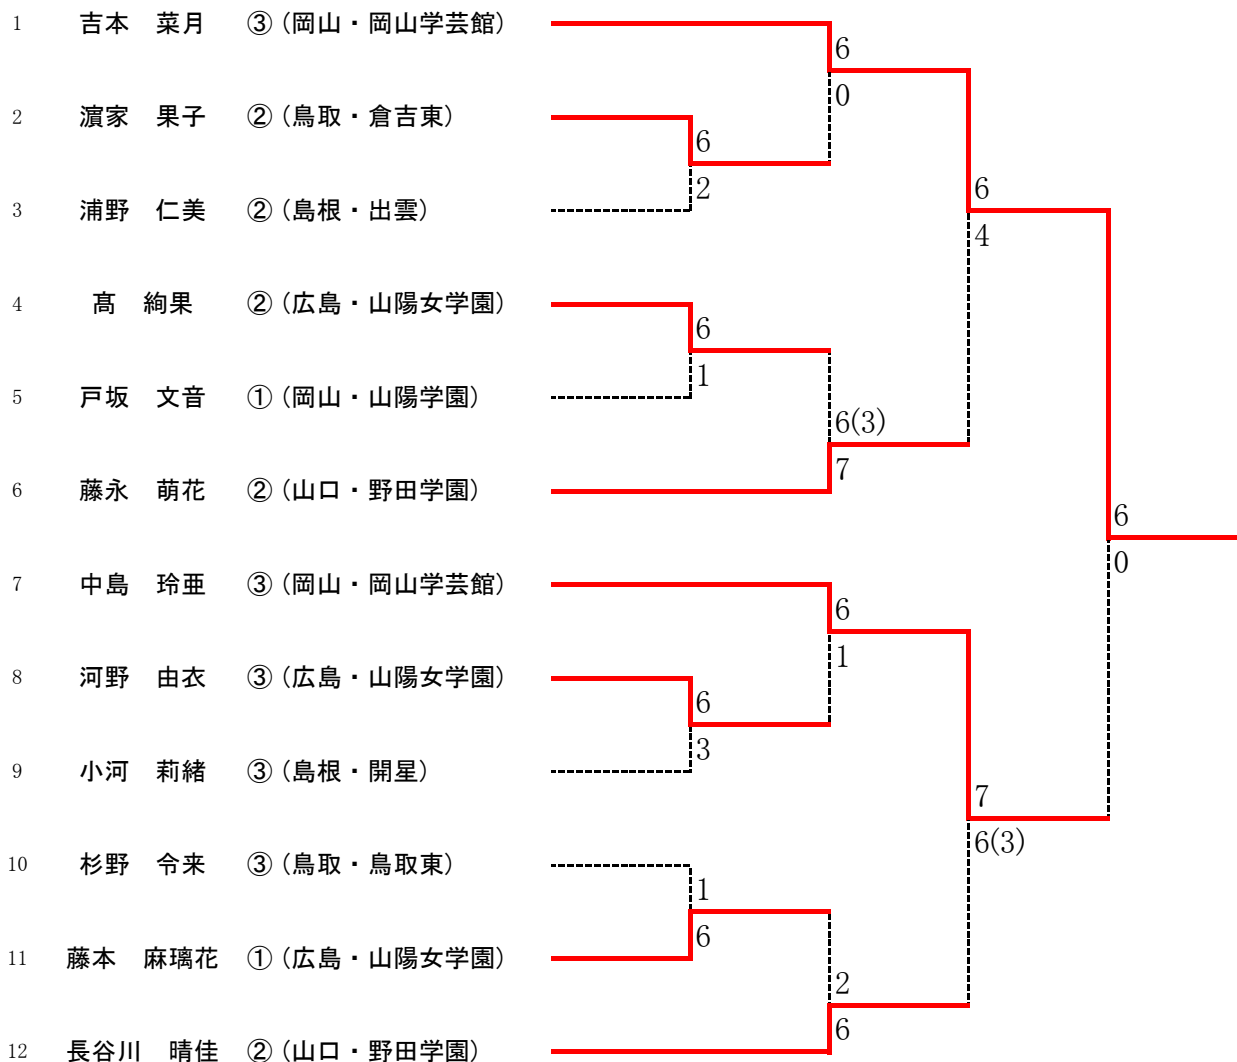 1 吉本 菜月 ③ (岡山・岡山学芸館)
6
0
2 濵家 果子 ② (鳥取・倉吉東)
6
2
3 浦野 仁美 ② (島根・出雲)
6
4
4 髙 絢果 ② (広島・山陽女学園)
6
1
5 戸坂 文音 ① (岡山・山陽学園)
6(3)
7
6 藤永 萌花 ② (山口・野田学園)
6
0
7 中島 玲亜 ③ (岡山・岡山学芸館)
6
1
8 河野 由衣 ③ (広島・山陽女学園)
6
3
9 小河 莉緒 ③ (島根・開星)
7
6(3)
10 杉野 令来 ③ (鳥取・鳥取東)
1
6
11 藤本 麻璃花 ① (広島・山陽女学園)
2
6
12 長谷川 晴佳 ② (山口・野田学園)